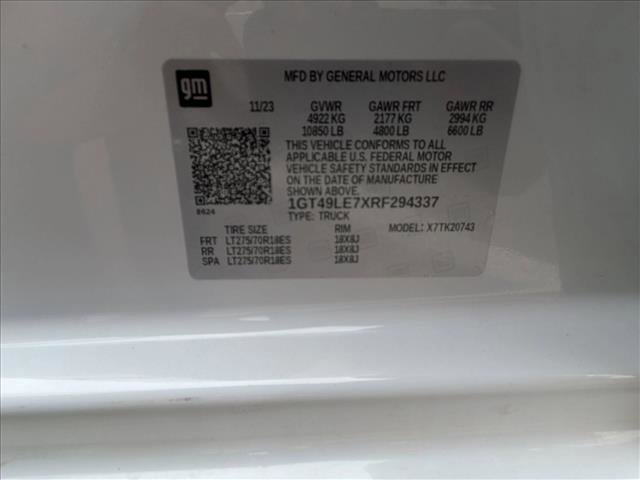 gm
MFD BY GENERAL MOTORS LLC
11/23 GVWR GAWR FRT GAWR RR
4922 KG 2177 KG 2994 KG
10850 LB 4800 LB 6600 LB
THIS VEHICLE CONFORMS TO ALL
APPLICABLE U.S. FEDERAL MOTOR
VEHICLE SAFETY STANDARDS IN EFFECT
ON THE DATE OF MANUFACTURE
SHOWN ABOVE.
8624 1GT49LE7XRF294337
TYPE: TRUCK
TIRE SIZE RIM MODEL: X7TK20743
FRT LT275/70R18ES 18X8J
RR LT275/70R18ES 18X8J
SPA LT275/70R18ES 18X8J